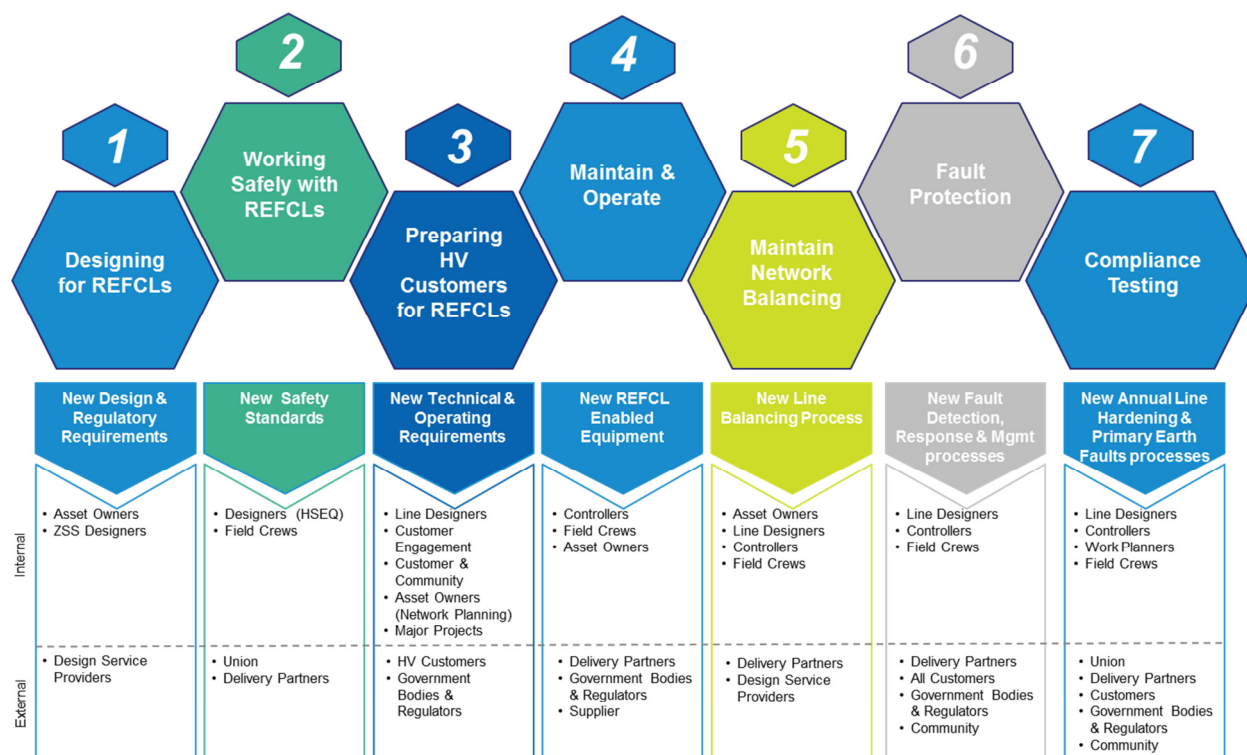 1
2
3
4
5
6
7
Designing
for REFCLs
Working
Safely with
REFCLs
Preparing
HV
Customers
for REFCLs
Maintain &
Operate
Maintain
Network
Balancing
Fault
Protection
Compliance
Testing
New Design &
Regulatory
Requirements
New Safety
Standards
New Technical &
Operating
Requirements
New REFCL
Enabled
Equipment
New Line
Balancing Process
New Fault
Detection,
Response & Mgmt
processes
New Annual Line
Hardening &
Primary Earth
Faults processes
Internal
• Asset Owners
• ZSS Designers
• Designers (HSEQ)
• Field Crews
• Line Designers
• Customer
Engagement
• Customer &
Community
• Asset Owners
(Network Planning)
• Major Projects
• Controllers
• Field Crews
• Asset Owners
• Asset Owners
• Line Designers
• Controllers
• Field Crews
• Line Designers
• Controllers
• Field Crews
• Line Designers
• Controllers
• Work Planners
• Field Crews
External
• Design Service
Providers
• Union
• Delivery Partners
• HV Customers
• Government
Bodies &
Regulators
• Delivery Partners
• Government Bodies
& Regulators
• Supplier
• Delivery Partners
• Design Service
Providers
• Delivery Partners
• All Customers
• Government Bodies
& Regulators
• Community
• Union
• Delivery Partners
• Customers
• Government Bodies
& Regulators
• Community